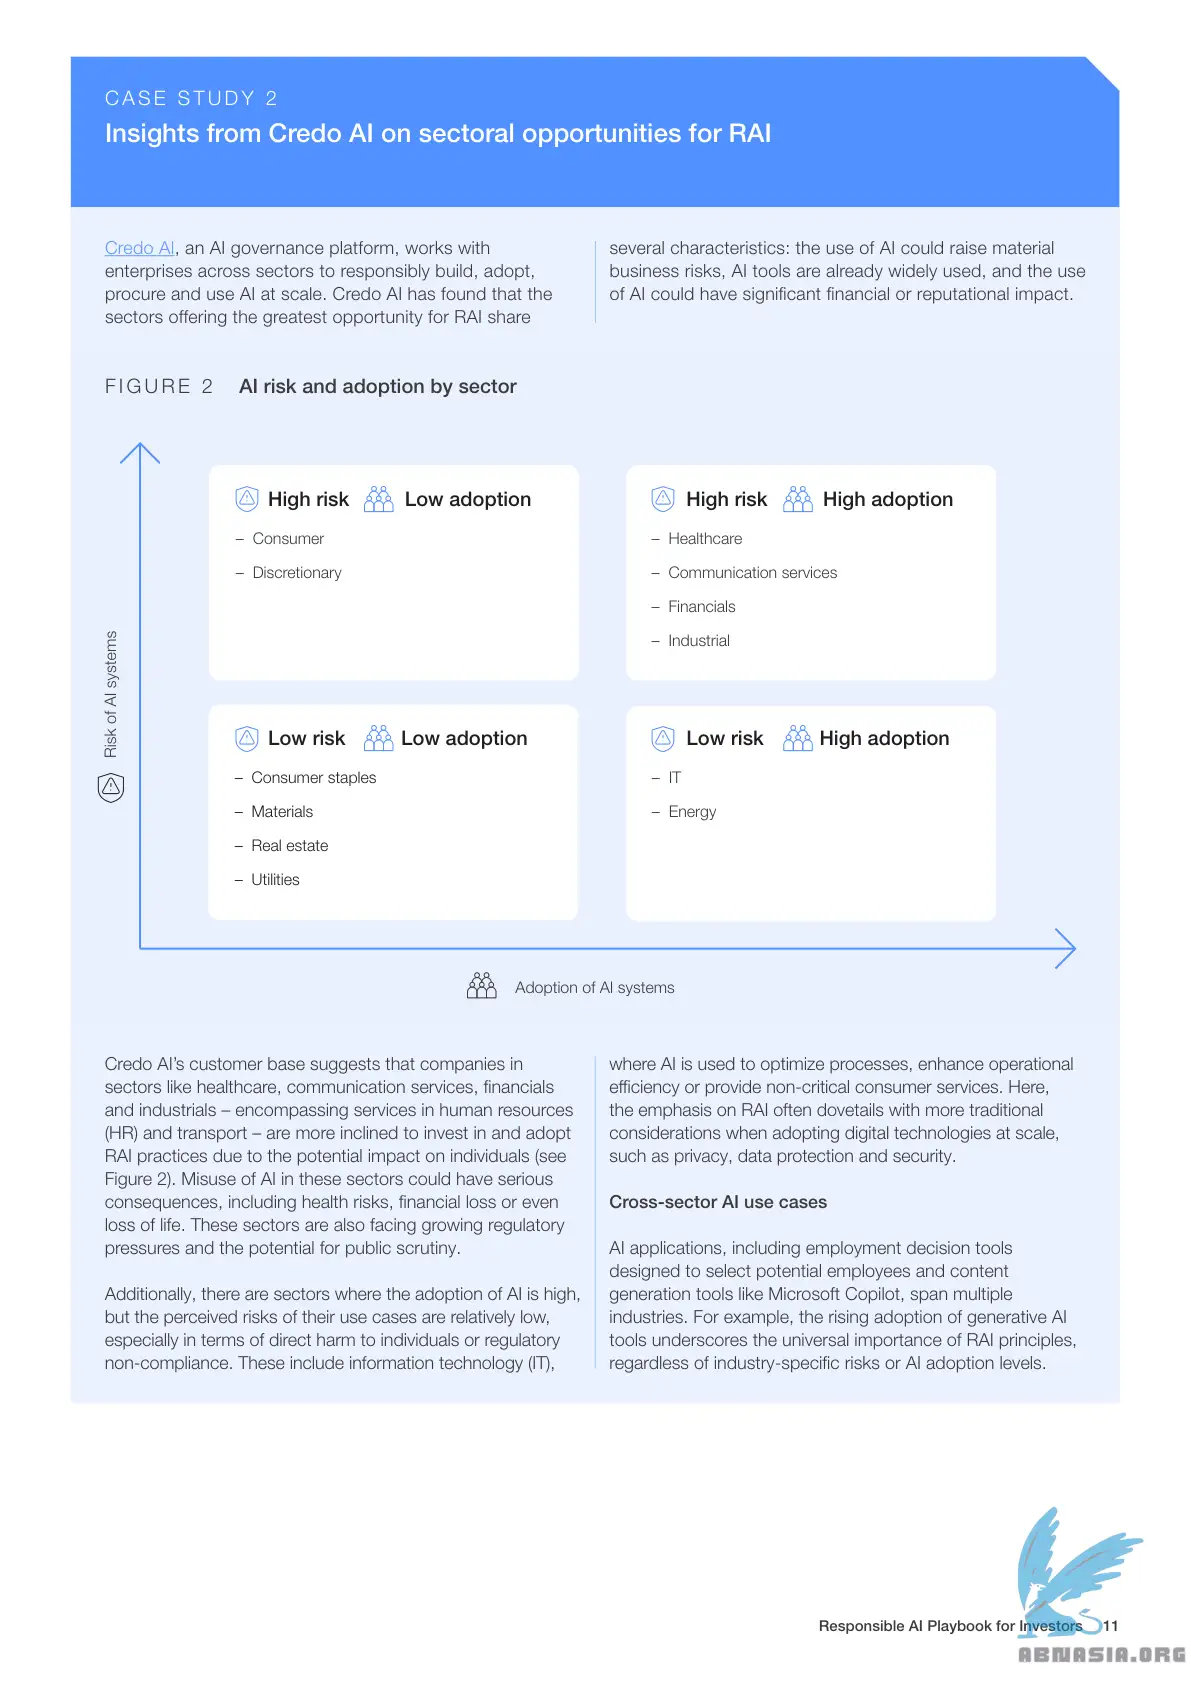 CASE STUDY 2
Insights from Credo AI on sectoral opportunities for RAI
Credo AI, an AI governance platform, works with
enterprises across sectors to responsibly build, adopt,
procure and use AI at scale. Credo AI has found that the
sectors offering the greatest opportunity for RAI share
several characteristics: the use of AI could raise material
business risks, AI tools are already widely used, and the use
of AI could have significant financial or reputational impact.
FIGURE 2 AI risk and adoption by sector
Risk of AI systems
High risk Low adoption
– Consumer
– Discretionary
High risk High adoption
– Healthcare
– Communication services
– Financials
– Industrial
Low risk Low adoption
– Consumer staples
– Materials
– Real estate
– Utilities
Low risk High adoption
– IT
– Energy
Adoption of AI systems
Credo AI’s customer base suggests that companies in
sectors like healthcare, communication services, financials
and industrials – encompassing services in human resources
(HR) and transport – are more inclined to invest in and adopt
RAI practices due to the potential impact on individuals (see
Figure 2). Misuse of AI in these sectors could have serious
consequences, including health risks, financial loss or even
loss of life. These sectors are also facing growing regulatory
pressures and the potential for public scrutiny.
Additionally, there are sectors where the adoption of AI is high,
but the perceived risks of their use cases are relatively low,
especially in terms of direct harm to individuals or regulatory
non-compliance. These include information technology (IT),
where AI is used to optimize processes, enhance operational
efficiency or provide non-critical consumer services. Here,
the emphasis on RAI often dovetails with more traditional
considerations when adopting digital technologies at scale,
such as privacy, data protection and security.
Cross-sector AI use cases
AI applications, including employment decision tools
designed to select potential employees and content
generation tools like Microsoft Copilot, span multiple
industries. For example, the rising adoption of generative AI
tools underscores the universal importance of RAI principles,
regardless of industry-specific risks or AI adoption levels.
Responsible AI Playbook for Investors 11
ABNASIA.ORG